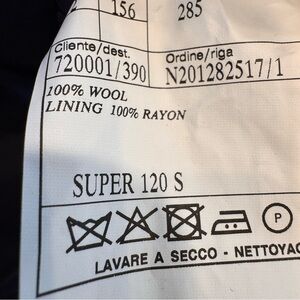 156 285
Cliente/dest. Ordine/riga
720001/390 N201282517/1
100% WOOL
LINING 100% RAYON
SUPER 120 S
P
LAVARE A SECCO - NETTOYAG